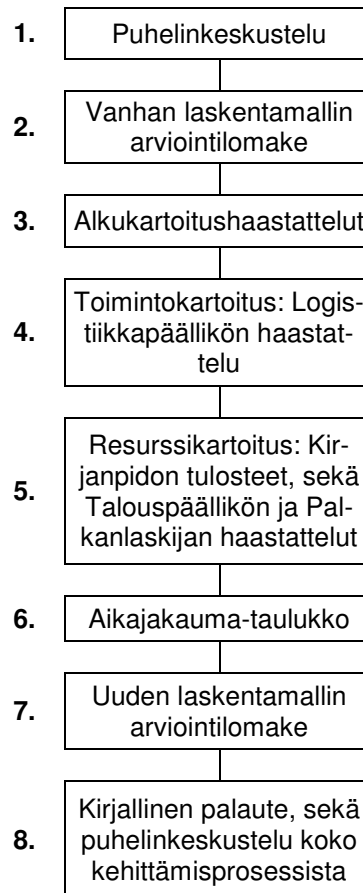 1. Puhelinkeskustelu
2. Vanhan laskentamallin
arviointilomake
3. Alkukartoitushaastattelut
4. Toimintokartoitus: Logis-
tiikkapäällikön haastat-
telu
5. Resurssikartoitus: Kir-
janpidon tulosteet, sekä
Talouspäällikön ja Pal-
kanlaskijan haastattelut
6. Aikajakauma-taulukko
7. Uuden laskentamallin
arviointilomake
8. Kirjallinen palaute, sekä
puhelinkeskustelu koko
kehittämisprosessista